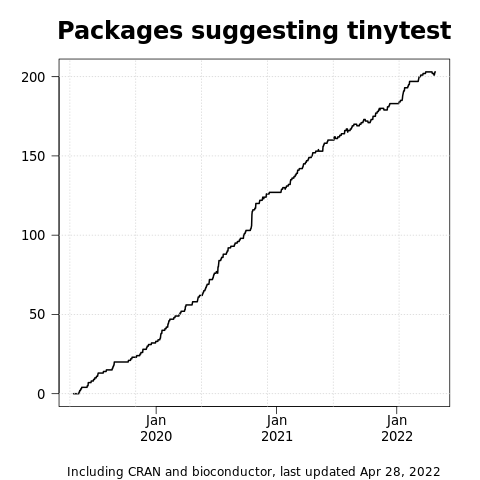 Packages suggesting tinytest
200
150
100
50
0
Jan Jan Jan
2020 2021 2022
Including CRAN and bioconductor, last updated Apr 28, 2022